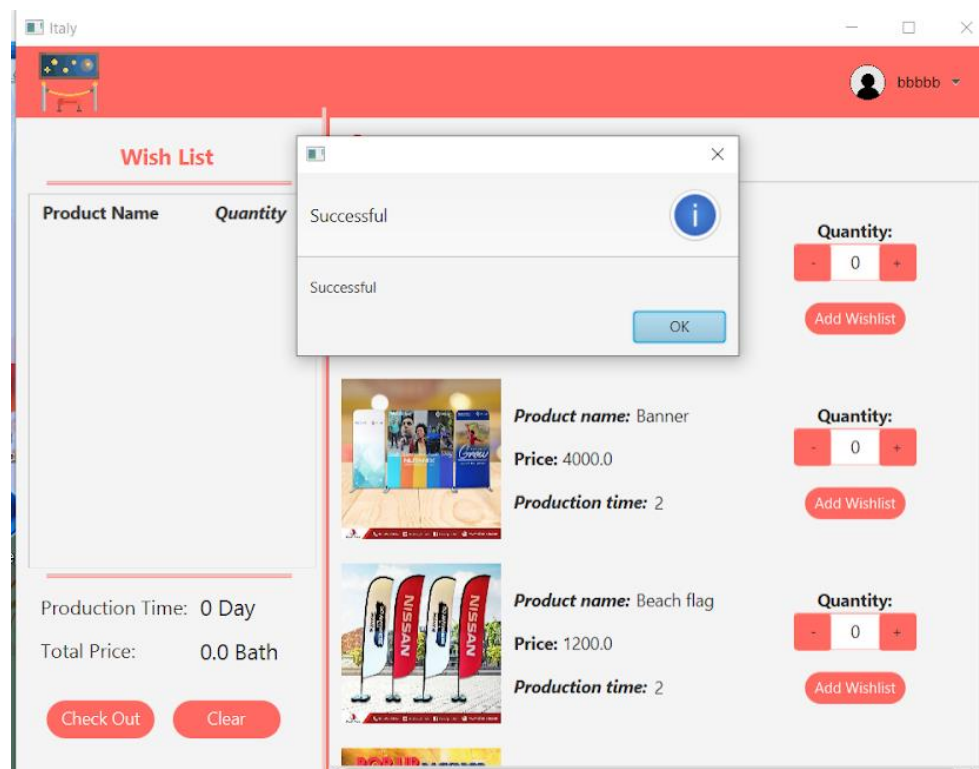 Italy
bbbbb
Wish List
Product Name Quantity
Successful
Successful
OK
Quantity:
- 0 +
Add Wishlist
Product name: Banner
Price: 4000.0
Production time: 2
Quantity:
- 0 +
Add Wishlist
NISSAN
NISSAN
Product name: Beach flag
Price: 1200.0
Production time: 2
Quantity:
- 0 +
Add Wishlist
Production Time: 0 Day
Total Price: 0.0 Bath
Check Out Clear
POP UP